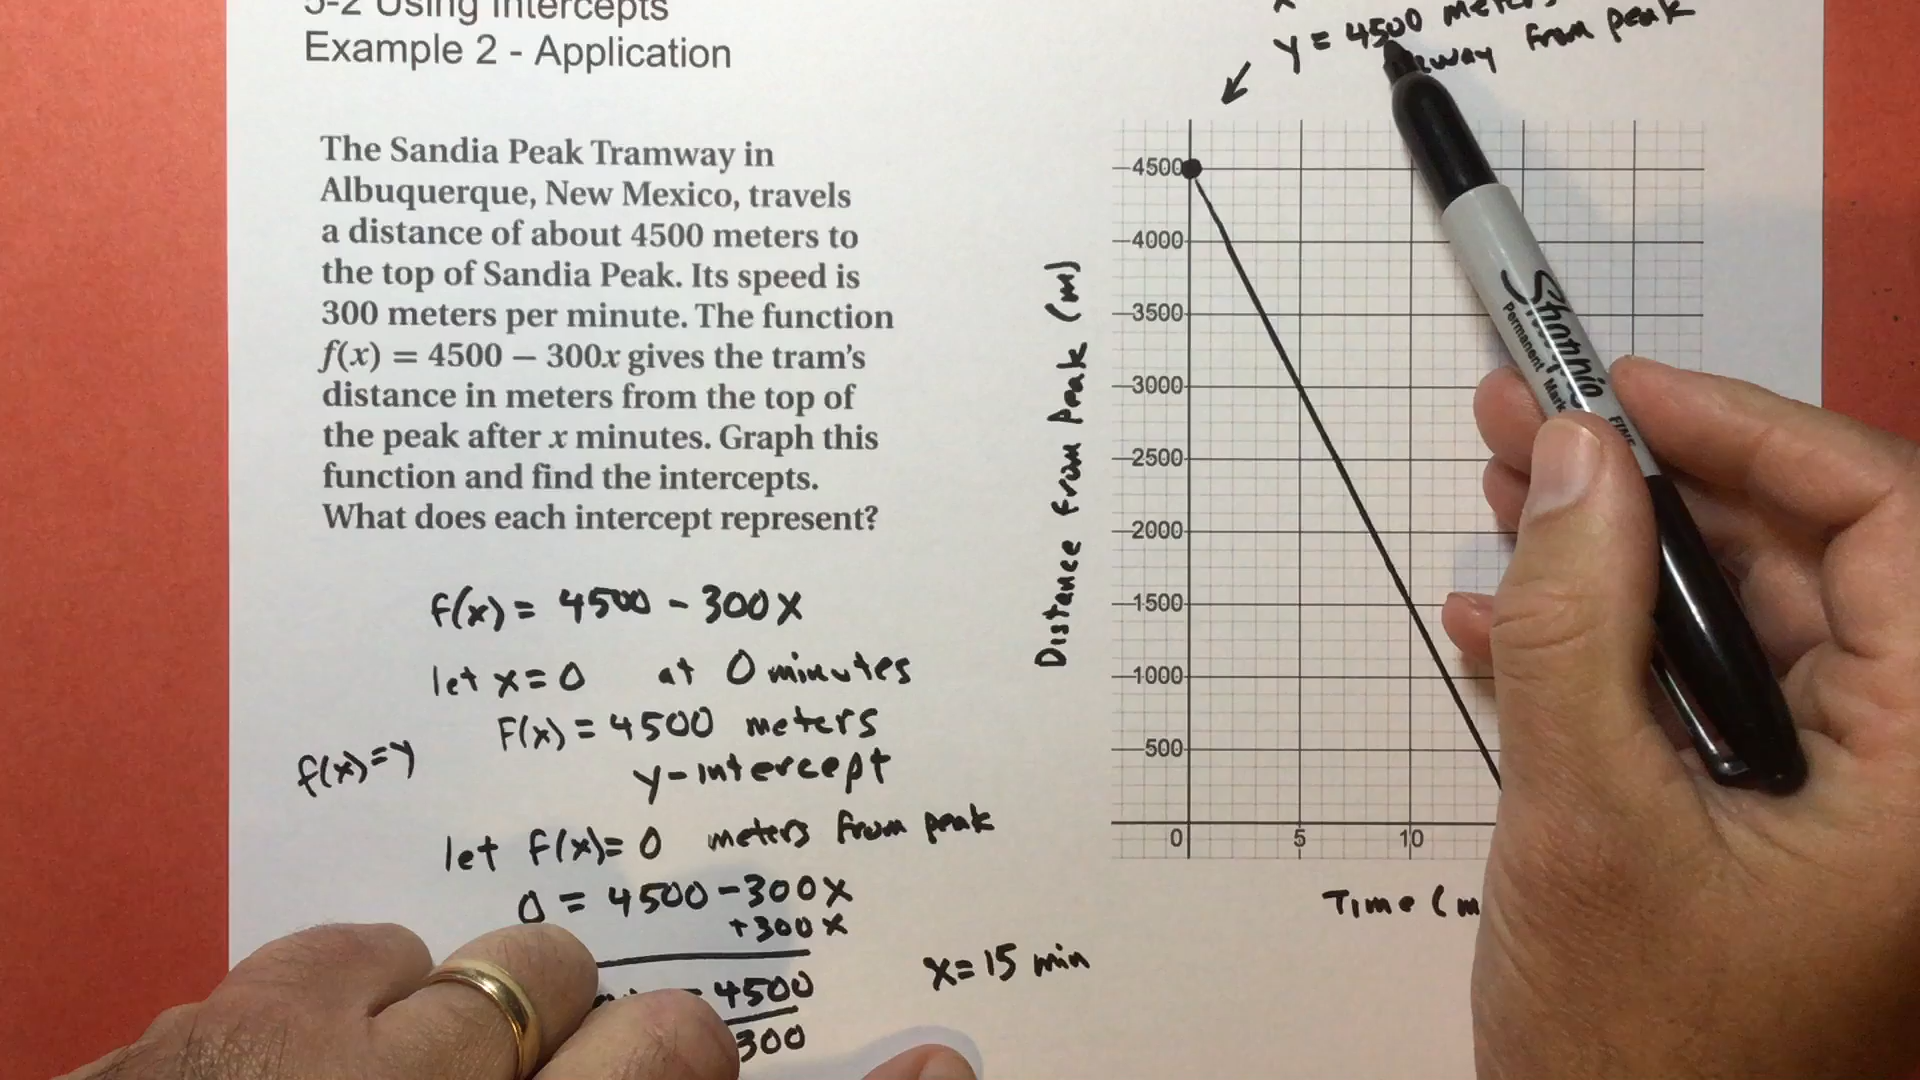 5-2 Using Intercepts
Example 2 - Application
The Sandia Peak Tramway in
Albuquerque, New Mexico, travels
a distance of about 4500 meters to
the top of Sandia Peak. Its speed is
300 meters per minute. The function
f(x) = 4500 – 300x gives the tram's
distance in meters from the top of
the peak after x minutes. Graph this
function and find the intercepts.
What does each intercept represent?
f(x) = 4500 - 300x
let x = 0 at 0 minutes
F(x) = 4500 meters
y-intercept
f(x)=y
let f(x)= 0 meters from peak
0 = 4500 -300x
+300x
= 4500
300
x=15 min
y = 4500 meters
away from peak
Distance from Peak (m)
4500
4000
3500
3000
2500
2000
1500
1000
500
0 5 10
Time (m
Sharpie
Permanent Mark
FINE